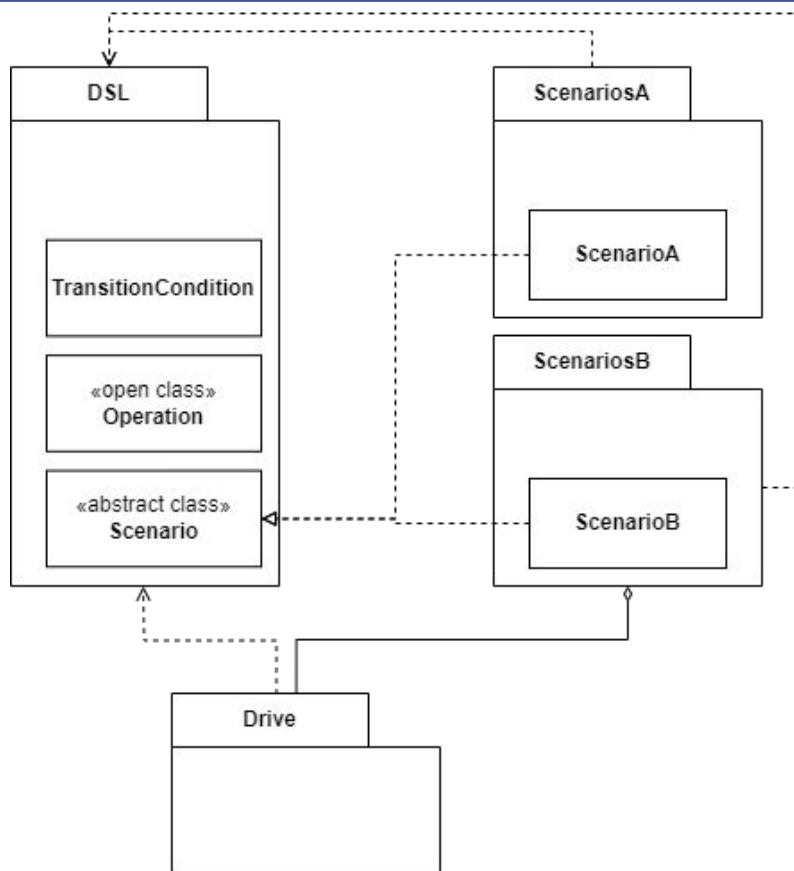 DSL
ScenariosA
TransitionCondition
ScenarioA
«open class»
Operation
ScenariosB
«abstract class»
Scenario
ScenarioB
Drive